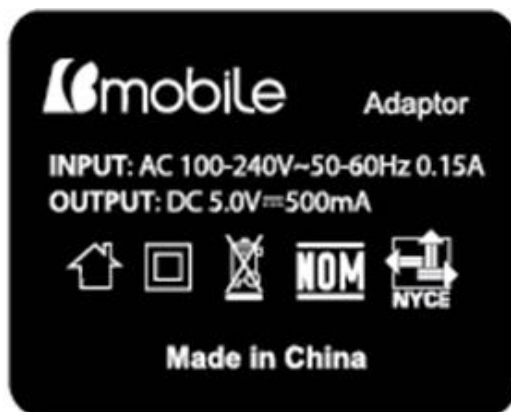 Bmobile Adaptor
INPUT: AC 100-240V~50-60Hz 0.15A
OUTPUT: DC 5.0V⎓500mA
NOM NYCE
Made in China